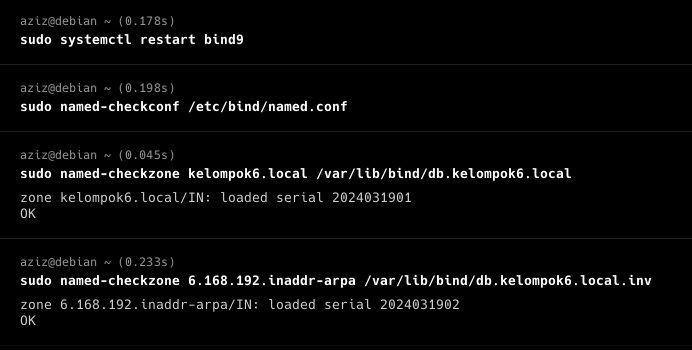 aziz@debian ~ (0.178s)
sudo systemctl restart bind9
aziz@debian ~ (0.198s)
sudo named-checkconf /etc/bind/named.conf
aziz@debian ~ (0.045s)
sudo named-checkzone kelompok6.local /var/lib/bind/db.kelompok6.local
zone kelompok6.local/IN: loaded serial 2024031901
OK
aziz@debian ~ (0.233s)
sudo named-checkzone 6.168.192.inaddr-arpa /var/lib/bind/db.kelompok6.local.inv
zone 6.168.192.inaddr-arpa/IN: loaded serial 2024031902
OK